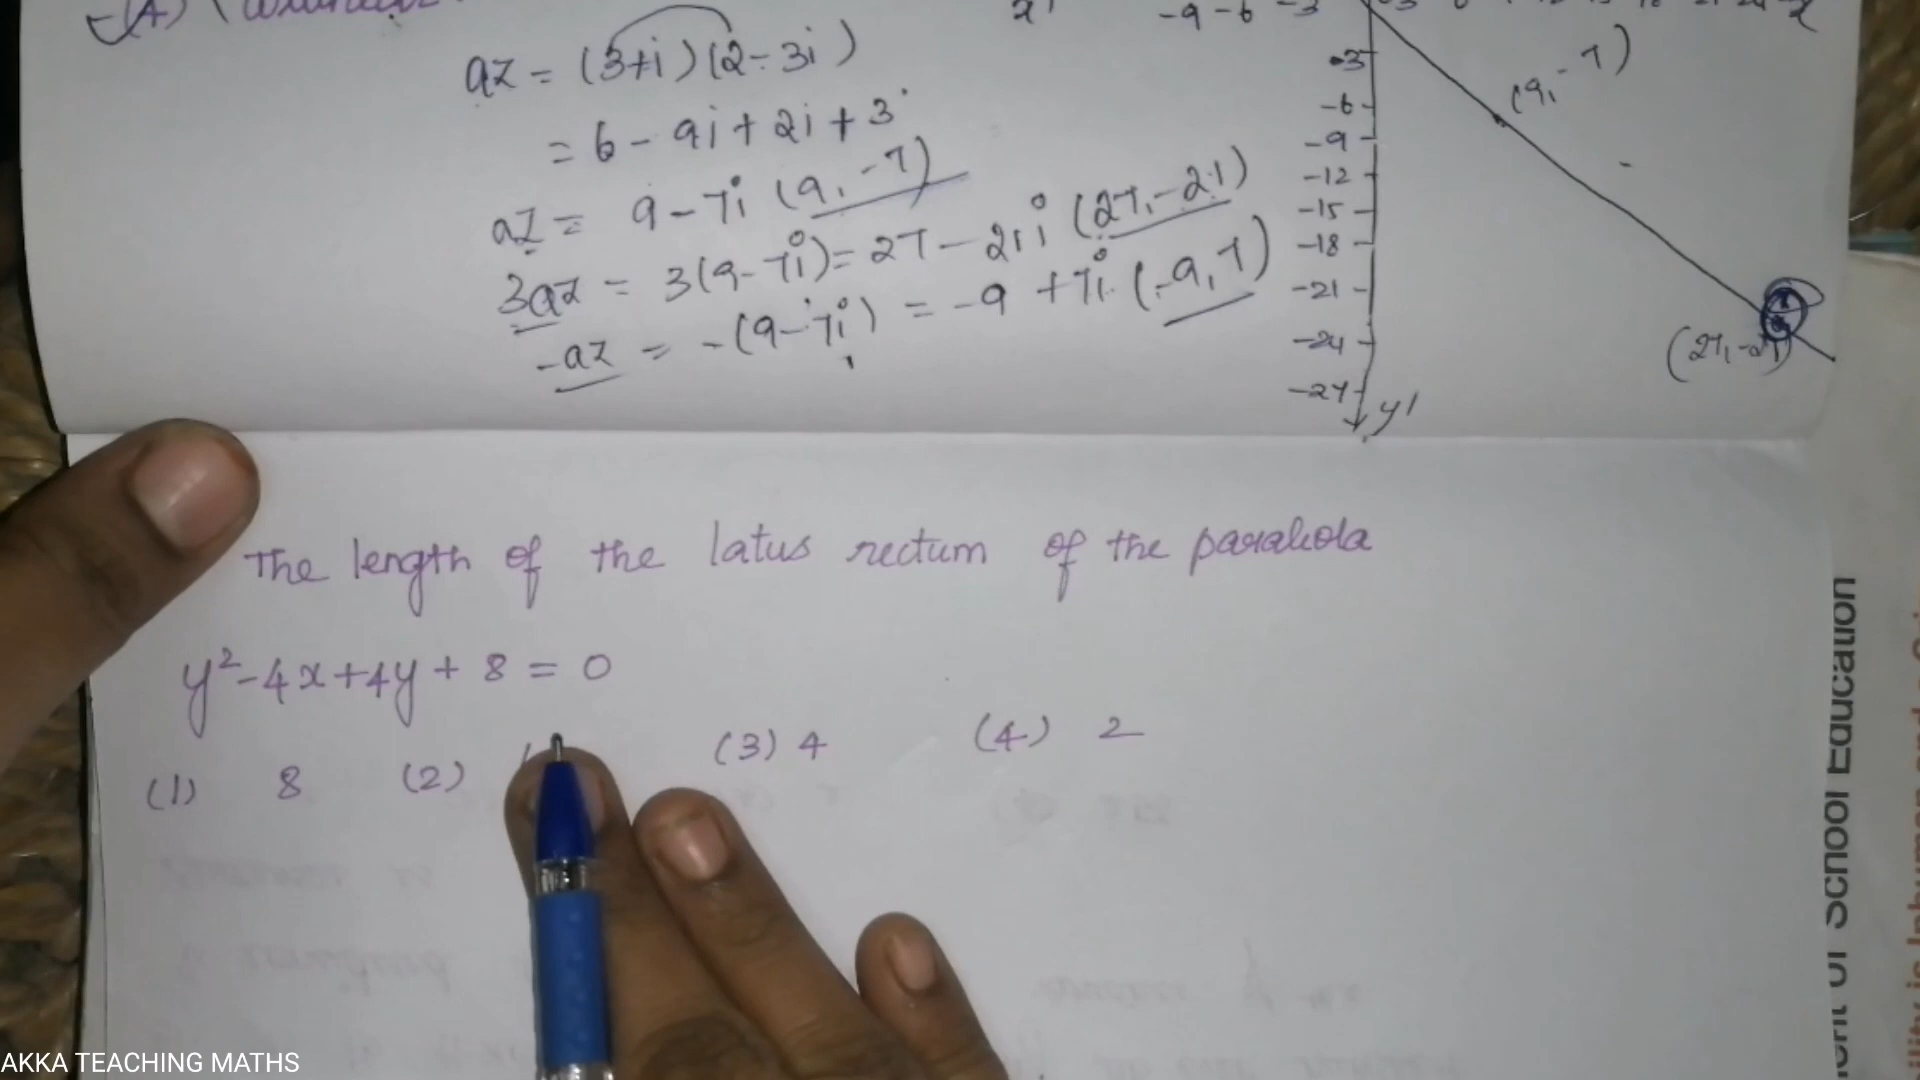 az = (3+i)(2-3i)
= 6 - 9i + 2i + 3
az = 9-7i (9,-7)
3az = 3(9-7i) = 27-21i (27,-21)
-az = -(9-7i) = -9+7i (-9,7)
-9 -6 -3
-3
-6
-9
-12
-15
-18
-21
-24
-27
y'
(9,-7)
(27,-21)
The length of the latus rectum of the parabola
y²-4x+4y+8=0
(1) 8 (2) (3) 4 (4) 2
School Education
AKKA TEACHING MATHS